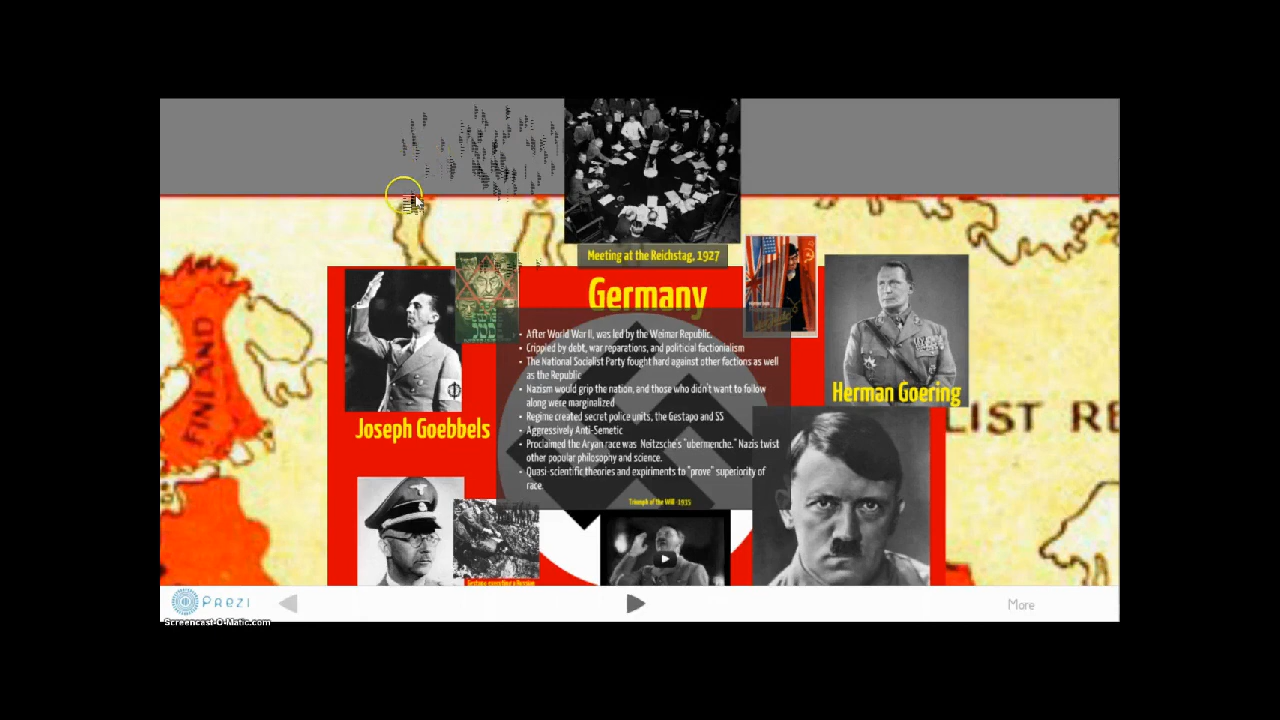 Meeting at the Reichstag, 1927
Germany
• After World War II, was led by the Weimar Republic.
• Crippled by debt, war reparations, and political factionialism
• The National Socialist Party fought hard against other factions as well
as the Republic
• Nazism would grip the nation, and those who didn't want to follow
along were marginalized
• Regime created secret police units, the Gestapo and SS
• Aggressively Anti-Semetic
• Proclaimed the Aryan race was Neitzsche's "ubermenche." Nazis twist
other popular philosophy and science.
• Quasi-scientific theories and expiriments to "prove" superiority of
race.
Triumph of the Will 1935
Joseph Goebbels
Herman Goering
FINLAND
LIST RE
Gestapo executing a Russian
Prezi
More
Screencast-O-Matic.com